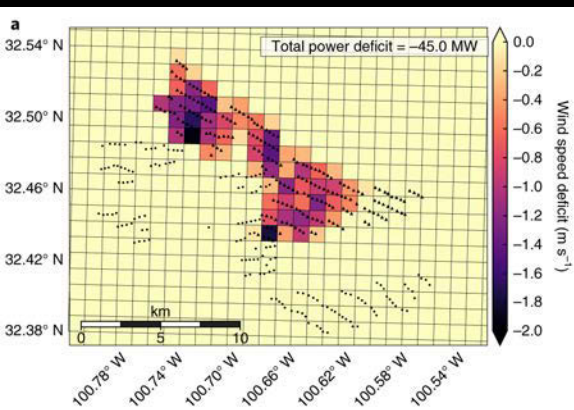 a
Total power deficit = −45.0 MW
32.54° N
32.50° N
32.46° N
32.42° N
32.38° N
km
0 5 10
100.78° W
100.74° W
100.70° W
100.66° W
100.62° W
100.58° W
100.54° W
0.0
−0.2
−0.4
−0.6
−0.8
−1.0
−1.2
−1.4
−1.6
−1.8
−2.0
Wind speed deficit (m s⁻¹)